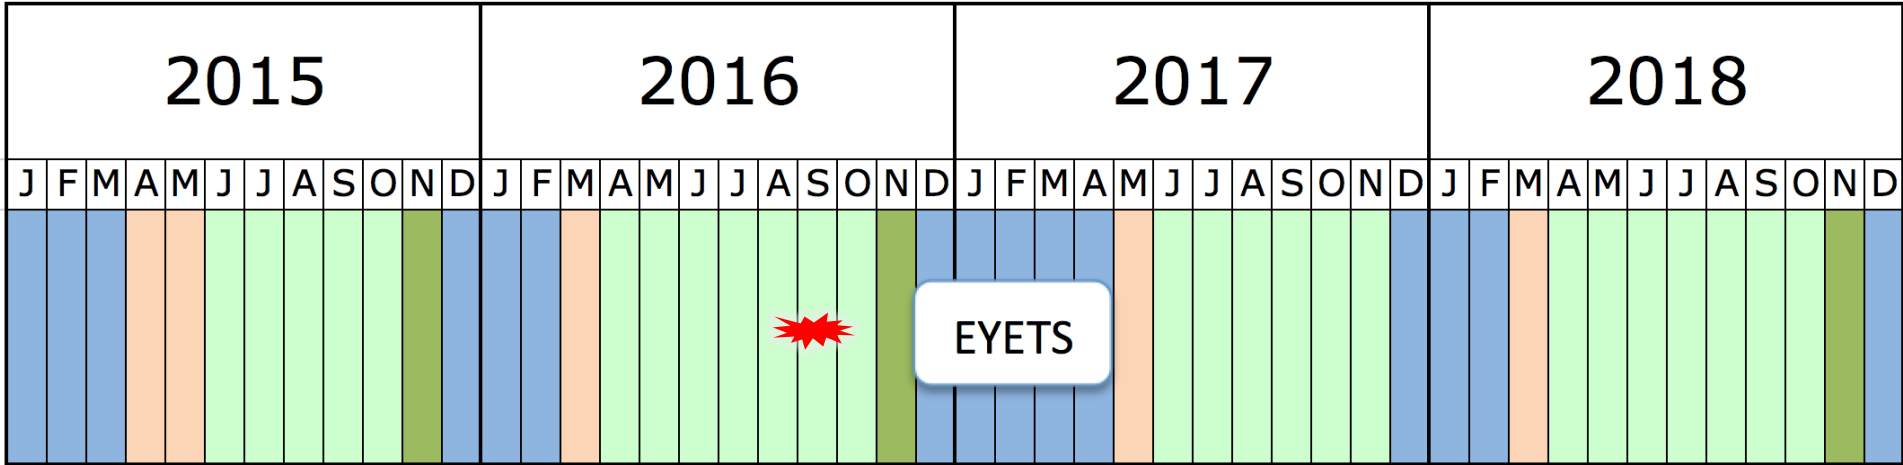 2015 2016 2017 2018
J F M A M J J A S O N D J F M A M J J A S O N D J F M A M J J A S O N D J F M A M J J A S O N D
EYETS